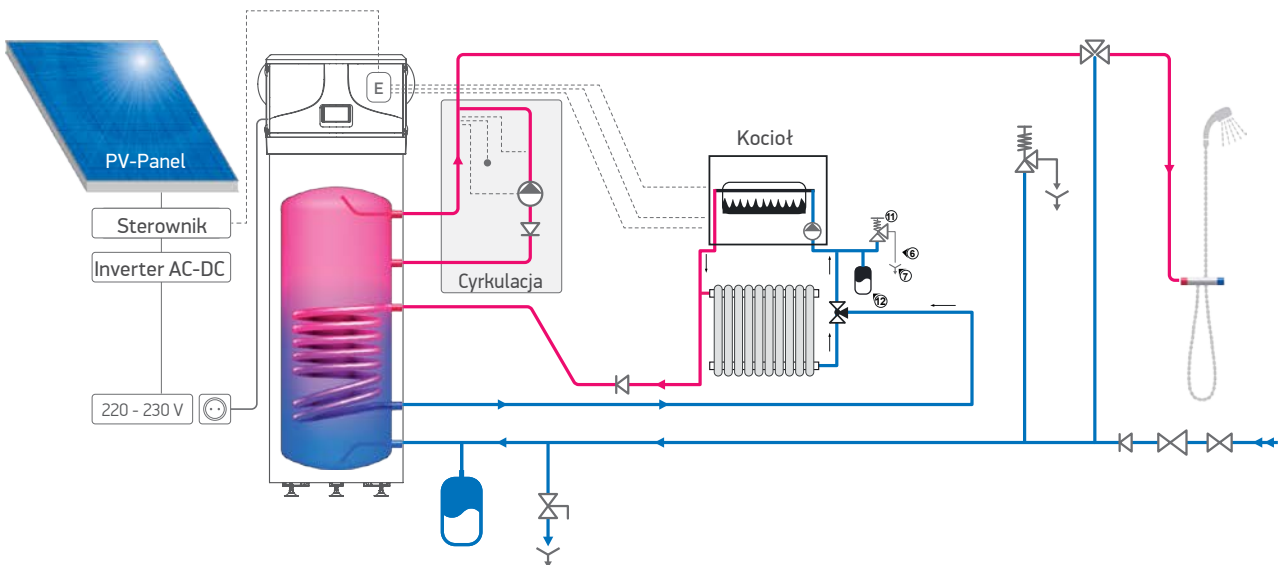 E
PV-Panel
Sterownik
Inverter AC-DC
220 - 230 V
Cyrkulacja
Kocioł
11
6
7
12